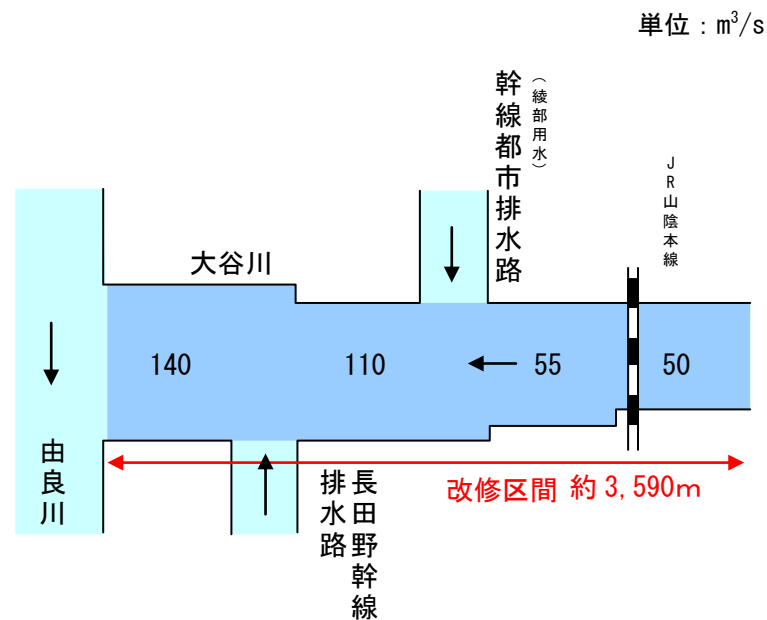 単位：m³/s
幹線都市排水路
（綾部用水）
JR山陰本線
大谷川
140
110
55
50
由良川
改修区間 約3,590m
長田野幹線
排水路